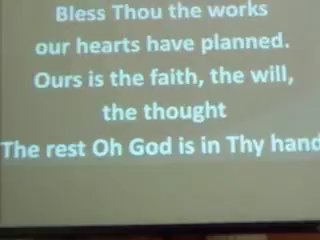 Bless Thou the works
our hearts have planned.
Ours is the faith, the will,
the thought
The rest Oh God is in Thy hand